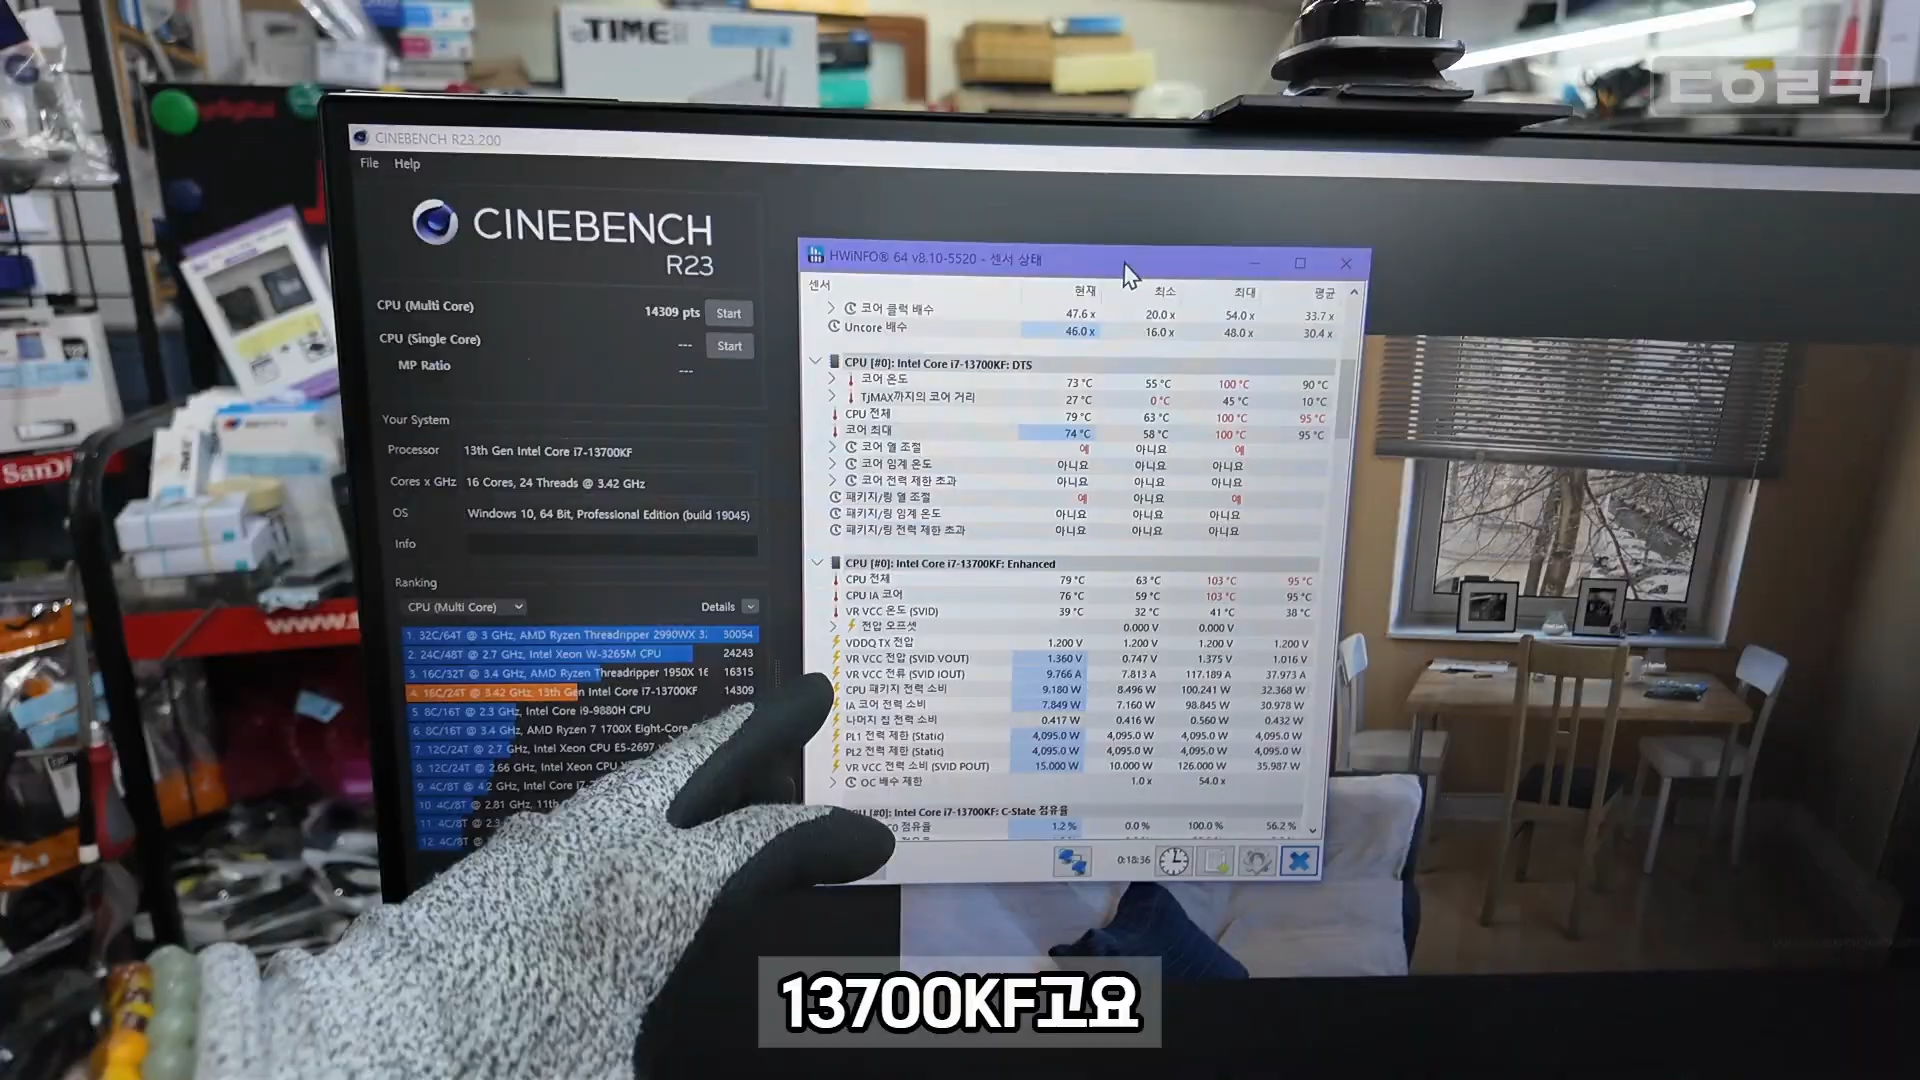 TIME
ㄷㅇㄹㅋ
CINEBENCH R23.200
File Help
CINEBENCH
R23
CPU (Multi Core) 14309 pts Start
CPU (Single Core) --- Start
MP Ratio ---
Your System
Processor 13th Gen Intel Core i7-13700KF
Cores x GHz 16 Cores, 24 Threads @ 3.42 GHz
OS Windows 10, 64 Bit, Professional Edition (build 19045)
Info
Ranking
CPU (Multi Core) Details
1. 32C/64T @ 3 GHz, AMD Ryzen Threadripper 2990WX 3 30054
2. 24C/48T @ 2.7 GHz, Intel Xeon W-3265M CPU 24243
3. 16C/32T @ 3.4 GHz, AMD Ryzen Threadripper 1950X 16 16315
4. 16C/24T @ 3.42 GHz, 13th Gen Intel Core i7-13700KF 14309
5. 8C/16T @ 2.3 GHz, Intel Core i9-9880H CPU
6. 8C/16T @ 3.4 GHz, AMD Ryzen 7 1700X Eight-Core
7. 12C/24T @ 2.7 GHz, Intel Xeon CPU E5-2697
8. 12C/24T @ 2.66 GHz, Intel Xeon CPU
9. 4C/8T @ 4.2 GHz, Intel Core i7-
10. 4C/8T @ 2.81 GHz, 11th
11. 4C/8T @ 2.3
12. 4C/8T @
HWiNFO® 64 v8.10-5520 - 센서 상태
센서 현재 최소 최대 평균
코어 클럭 배수 47.6 x 20.0 x 54.0 x 33.7 x
Uncore 배수 46.0 x 16.0 x 48.0 x 30.4 x
CPU [#0]: Intel Core i7-13700KF: DTS
코어 온도 73 °C 55 °C 100 °C 90 °C
TjMAX까지의 코어 거리 27 °C 0 °C 45 °C 10 °C
CPU 전체 79 °C 63 °C 100 °C 95 °C
코어 최대 74 °C 58 °C 100 °C 95 °C
코어 열 조절 예 아니요 예
코어 임계 온도 아니요 아니요 아니요
코어 전력 제한 초과 아니요 아니요 아니요
패키지/링 열 조절 예 아니요 예
패키지/링 임계 온도 아니요 아니요 아니요
패키지/링 전력 제한 초과 아니요 아니요 아니요
CPU [#0]: Intel Core i7-13700KF: Enhanced
CPU 전체 79 °C 63 °C 103 °C 95 °C
CPU IA 코어 76 °C 59 °C 103 °C 95 °C
VR VCC 온도 (SVID) 39 °C 32 °C 41 °C 38 °C
전압 오프셋 0.000 V 0.000 V
VDDQ TX 전압 1.200 V 1.200 V 1.200 V 1.200 V
VR VCC 전압 (SVID VOUT) 1.360 V 0.747 V 1.375 V 1.016 V
VR VCC 전류 (SVID IOUT) 9.766 A 7.813 A 117.189 A 37.973 A
CPU 패키지 전력 소비 9.180 W 8.496 W 100.241 W 32.368 W
IA 코어 전력 소비 7.849 W 7.160 W 98.845 W 30.978 W
나머지 칩 전력 소비 0.417 W 0.416 W 0.560 W 0.432 W
PL1 전력 제한 (Static) 4,095.0 W 4,095.0 W 4,095.0 W 4,095.0 W
PL2 전력 제한 (Static) 4,095.0 W 4,095.0 W 4,095.0 W 4,095.0 W
VR VCC 전력 소비 (SVID POUT) 15.000 W 10.000 W 126.000 W 35.987 W
OC 배수 제한 1.0 x 54.0 x
[#0]: Intel Core i7-13700KF: C-State 점유율
점유율 1.2 % 0.0 % 100.0 % 56.2 %
0:18:36
SanDi
www.
13700KF고요